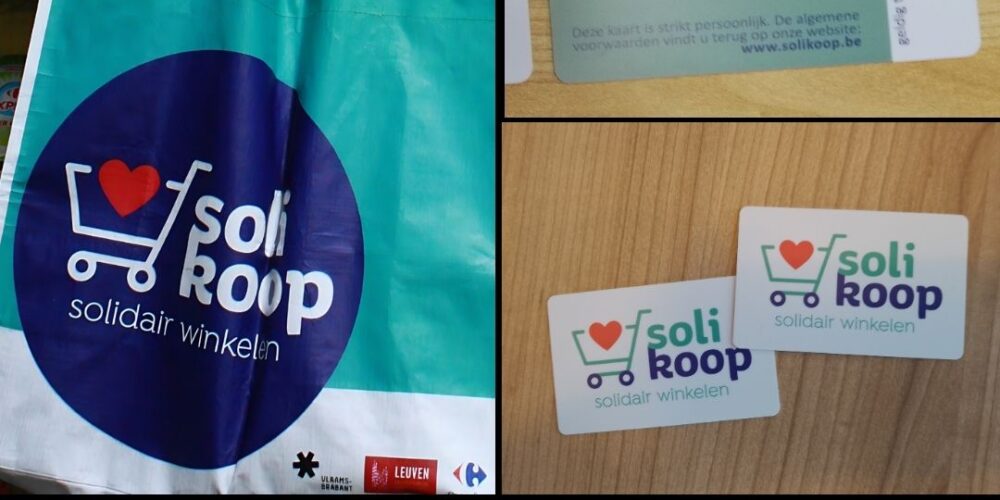 soli
koop
solidair winkelen
VLAAMS-
BRABANT
LEUVEN
Deze kaart is strikt persoonlijk. De algemene
voorwaarden vindt u terug op onze website:
www.solikoop.be
geldig
soli
koop
solidair winkelen
soli
koop
solidair winkelen